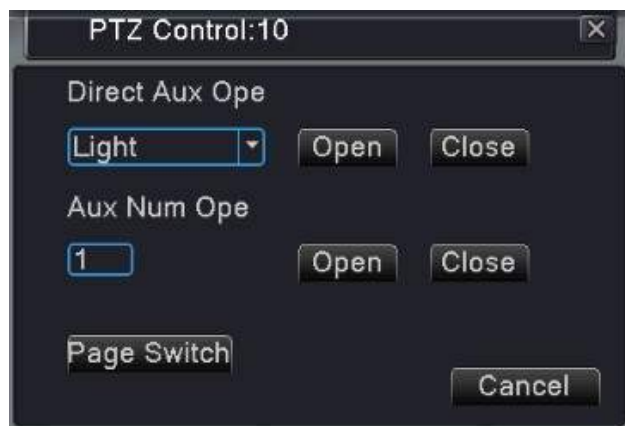 PTZ Control:10
Direct Aux Ope
Light Open Close
Aux Num Ope
1 Open Close
Page Switch
Cancel